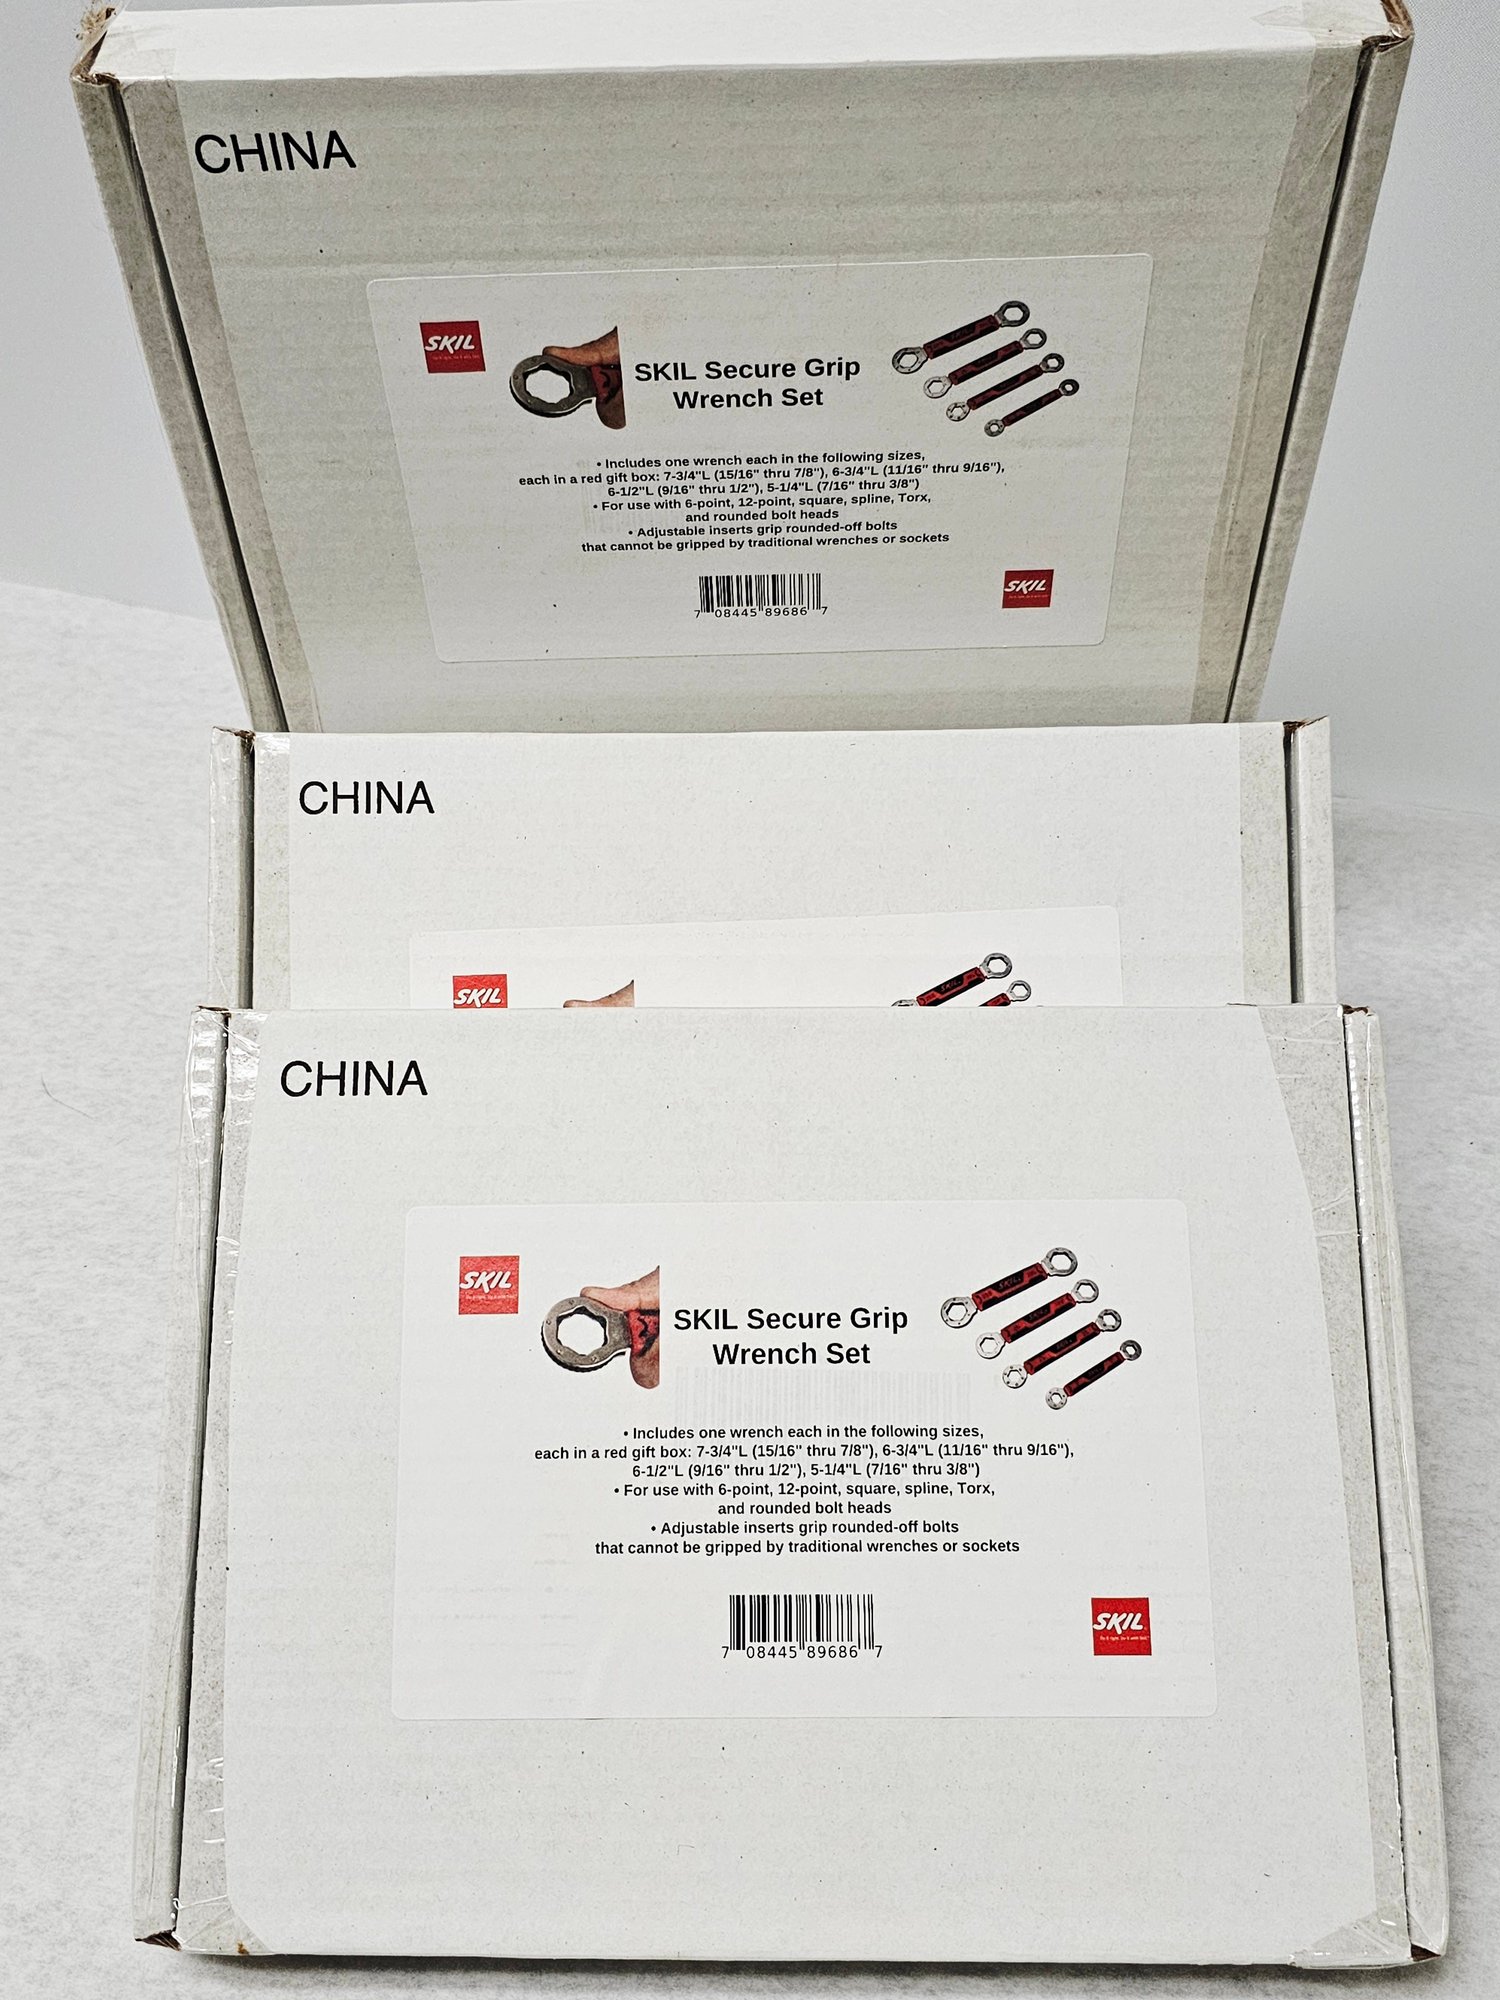 CHINA
SKIL
SKIL Secure Grip
Wrench Set
• Includes one wrench each in the following sizes,
each in a red gift box: 7-3/4"L (15/16" thru 7/8"), 6-3/4"L (11/16" thru 9/16"),
6-1/2"L (9/16" thru 1/2"), 5-1/4"L (7/16" thru 3/8")
• For use with 6-point, 12-point, square, spline, Torx,
and rounded bolt heads
• Adjustable inserts grip rounded-off bolts
that cannot be gripped by traditional wrenches or sockets
7 08445 89686 7
SKIL
CHINA
SKIL
SKIL
CHINA
SKIL
SKIL Secure Grip
Wrench Set
SKIL
• Includes one wrench each in the following sizes,
each in a red gift box: 7-3/4"L (15/16" thru 7/8"), 6-3/4"L (11/16" thru 9/16"),
6-1/2"L (9/16" thru 1/2"), 5-1/4"L (7/16" thru 3/8")
• For use with 6-point, 12-point, square, spline, Torx,
and rounded bolt heads
• Adjustable inserts grip rounded-off bolts
that cannot be gripped by traditional wrenches or sockets
7 08445 89686 7
SKIL